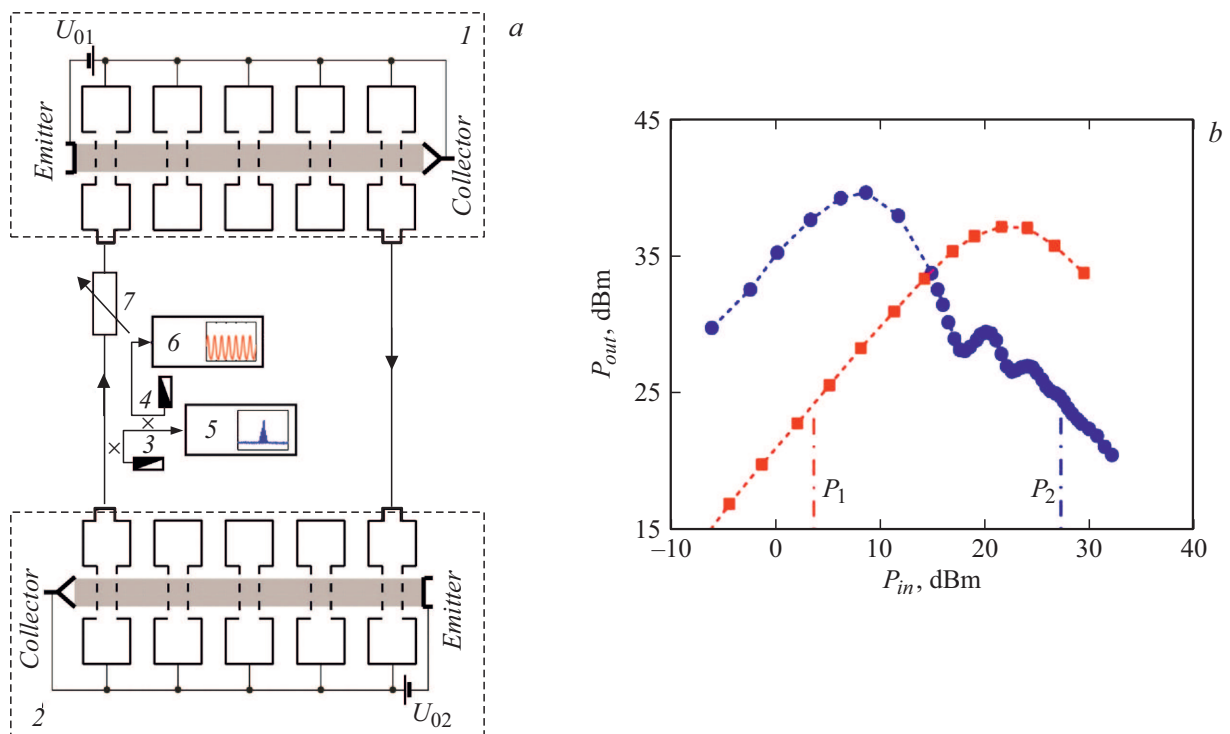 U01
1
a
Emitter
Collector
7
6
4
5
3
Collector
Emitter
2
U02
b
45
35
25
15
Pout, dBm
P1
P2
–10
0
10
20
30
40
Pin, dBm